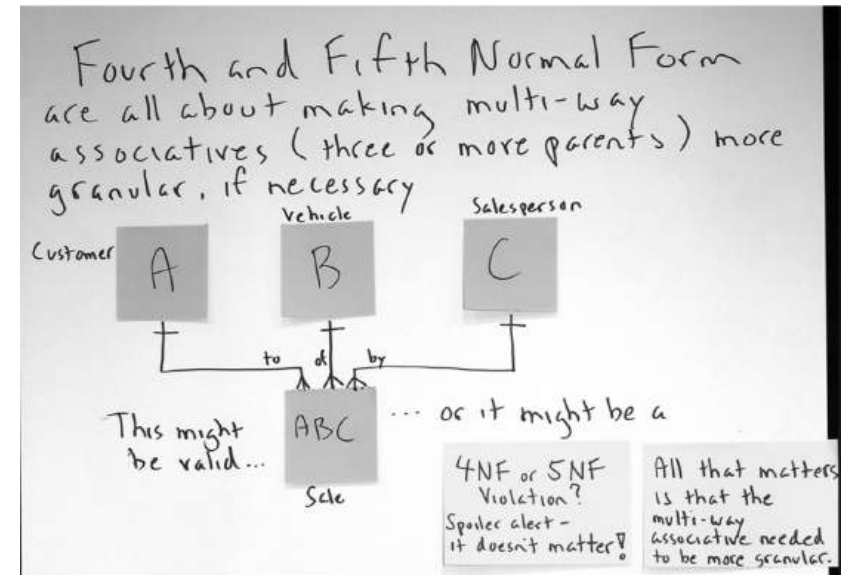 Fourth and Fifth Normal Form
are all about making multi-way
associatives (three or more parents) more
granular, if necessary
Customer
A
Vehicle
B
Salesperson
C
to
of
by
This might
be valid...
ABC
Sale
... or it might be a
4NF or 5NF
Violation?
Spoiler alert -
it doesn't matter!
All that matters
is that the
multi-way
associative needed
to be more granular.